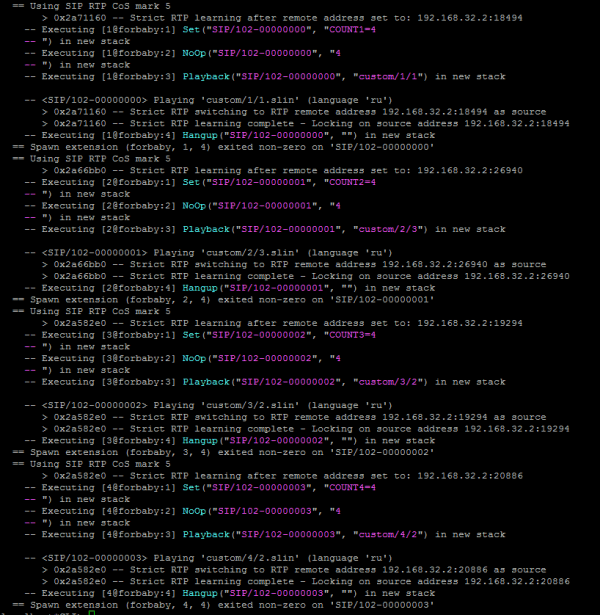 == Using SIP RTP CoS mark 5
> 0x2a71160 -- Strict RTP learning after remote address set to: 192.168.32.2:18494
-- Executing [1@forbaby:1] Set("SIP/102-00000000", "COUNT1=4
-- ") in new stack
-- Executing [1@forbaby:2] NoOp("SIP/102-00000000", "4
-- ") in new stack
-- Executing [1@forbaby:3] Playback("SIP/102-00000000", "custom/1/1") in new stack
-- <SIP/102-00000000> Playing 'custom/1/1.slin' (language 'ru')
> 0x2a71160 -- Strict RTP switching to RTP remote address 192.168.32.2:18494 as source
> 0x2a71160 -- Strict RTP learning complete - Locking on source address 192.168.32.2:18494
-- Executing [1@forbaby:4] Hangup("SIP/102-00000000", "") in new stack
== Spawn extension (forbaby, 1, 4) exited non-zero on 'SIP/102-00000000'
== Using SIP RTP CoS mark 5
> 0x2a66bb0 -- Strict RTP learning after remote address set to: 192.168.32.2:26940
-- Executing [2@forbaby:1] Set("SIP/102-00000001", "COUNT2=4
-- ") in new stack
-- Executing [2@forbaby:2] NoOp("SIP/102-00000001", "4
-- ") in new stack
-- Executing [2@forbaby:3] Playback("SIP/102-00000001", "custom/2/3") in new stack
-- <SIP/102-00000001> Playing 'custom/2/3.slin' (language 'ru')
> 0x2a66bb0 -- Strict RTP switching to RTP remote address 192.168.32.2:26940 as source
> 0x2a66bb0 -- Strict RTP learning complete - Locking on source address 192.168.32.2:26940
-- Executing [2@forbaby:4] Hangup("SIP/102-00000001", "") in new stack
== Spawn extension (forbaby, 2, 4) exited non-zero on 'SIP/102-00000001'
== Using SIP RTP CoS mark 5
> 0x2a582e0 -- Strict RTP learning after remote address set to: 192.168.32.2:19294
-- Executing [3@forbaby:1] Set("SIP/102-00000002", "COUNT3=4
-- ") in new stack
-- Executing [3@forbaby:2] NoOp("SIP/102-00000002", "4
-- ") in new stack
-- Executing [3@forbaby:3] Playback("SIP/102-00000002", "custom/3/2") in new stack
-- <SIP/102-00000002> Playing 'custom/3/2.slin' (language 'ru')
> 0x2a582e0 -- Strict RTP switching to RTP remote address 192.168.32.2:19294 as source
> 0x2a582e0 -- Strict RTP learning complete - Locking on source address 192.168.32.2:19294
-- Executing [3@forbaby:4] Hangup("SIP/102-00000002", "") in new stack
== Spawn extension (forbaby, 3, 4) exited non-zero on 'SIP/102-00000002'
== Using SIP RTP CoS mark 5
> 0x2a582e0 -- Strict RTP learning after remote address set to: 192.168.32.2:20886
-- Executing [4@forbaby:1] Set("SIP/102-00000003", "COUNT4=4
-- ") in new stack
-- Executing [4@forbaby:2] NoOp("SIP/102-00000003", "4
-- ") in new stack
-- Executing [4@forbaby:3] Playback("SIP/102-00000003", "custom/4/2") in new stack
-- <SIP/102-00000003> Playing 'custom/4/2.slin' (language 'ru')
> 0x2a582e0 -- Strict RTP switching to RTP remote address 192.168.32.2:20886 as source
> 0x2a582e0 -- Strict RTP learning complete - Locking on source address 192.168.32.2:20886
-- Executing [4@forbaby:4] Hangup("SIP/102-00000003", "") in new stack
== Spawn extension (forbaby, 4, 4) exited non-zero on 'SIP/102-00000003'